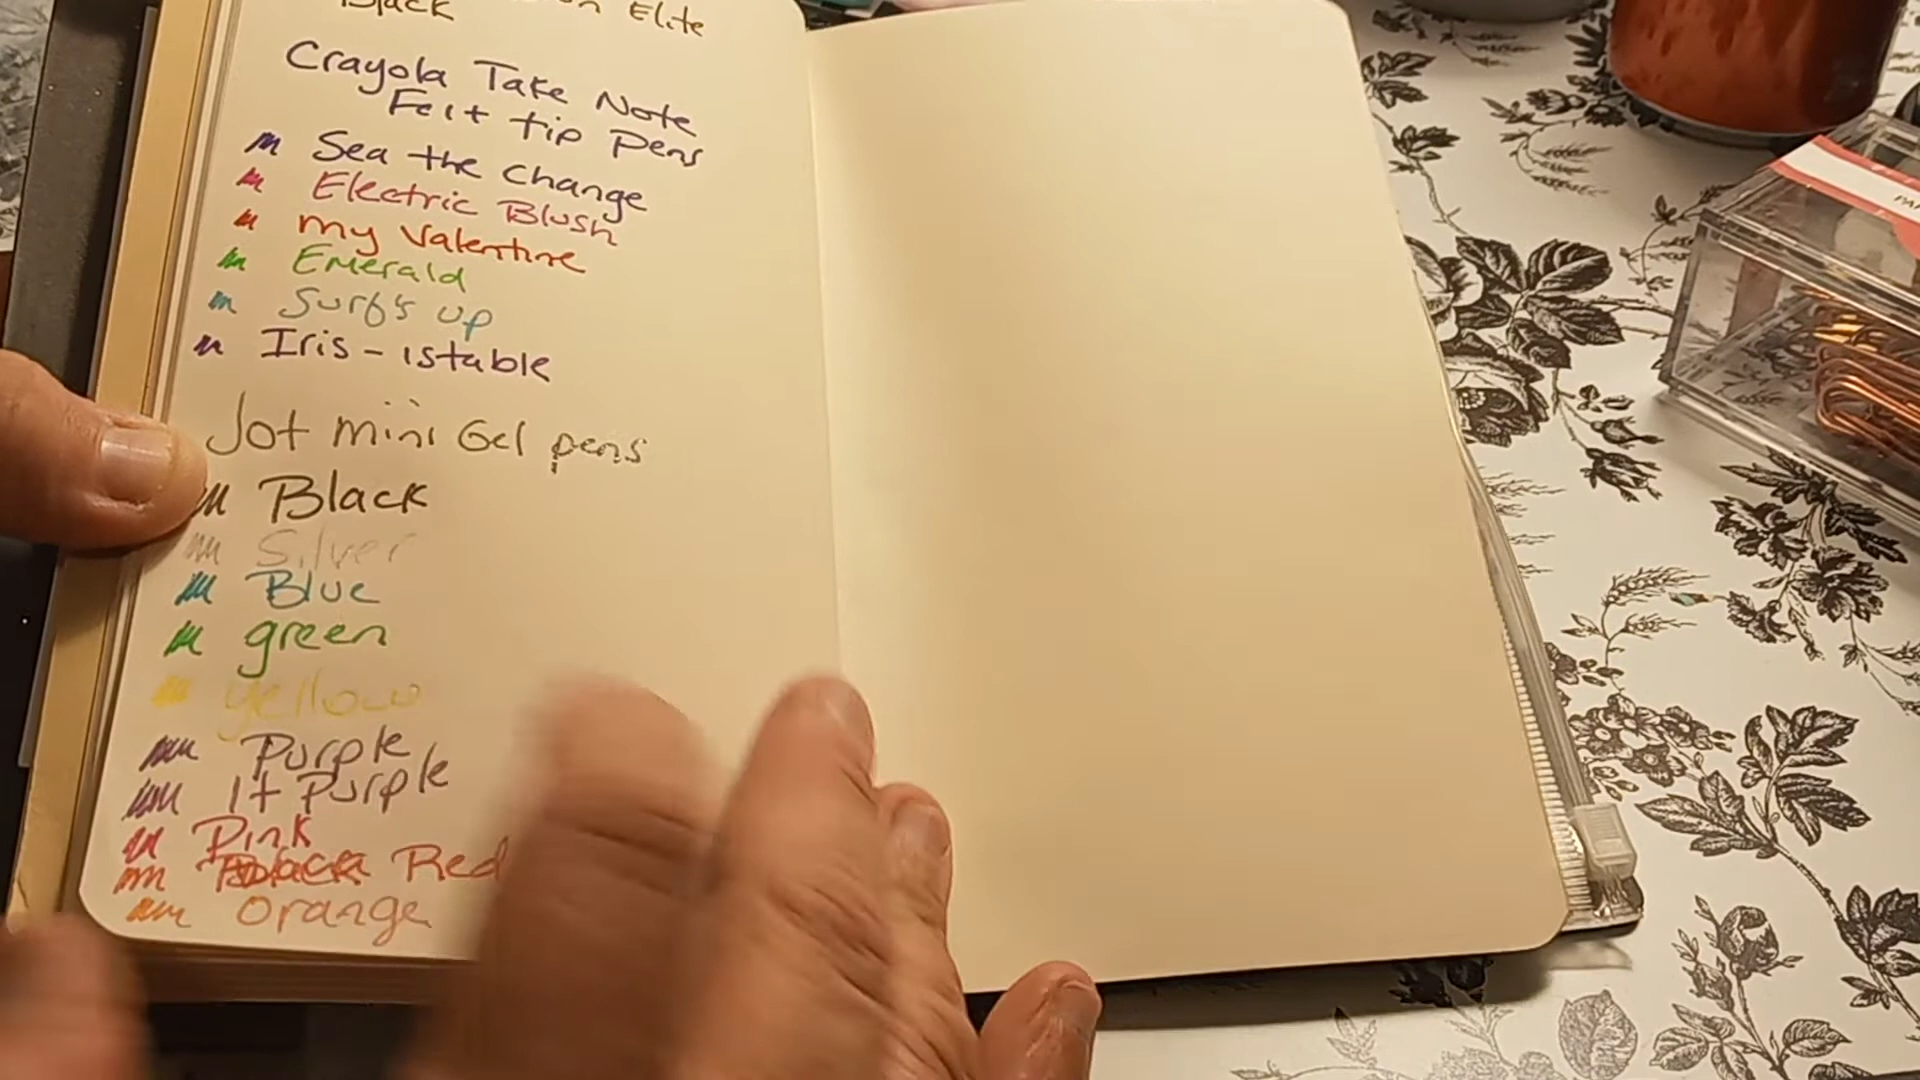 Elite
Black
Crayola Take Note
Felt tip Pens
Sea the Change
Electric Blush
my Valentine
Emerald
Surf's up
Iris-istable
Jot mini Gel pens
Black
Silver
Blue
green
yellow
Purple
lt Purple
Pink
Red
Orange